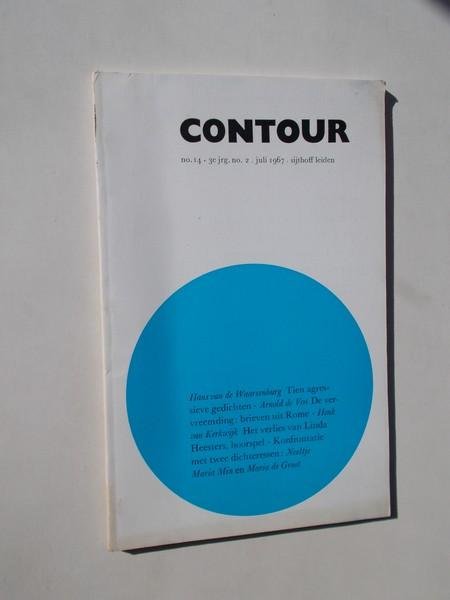 CONTOUR
no. 14 - 3e jrg. no. 2 . juli 1967 . sijthoff leiden
Hans van de Waarsenburg Tien agres-
sieve gedichten - Arnold de Vos De ver-
vreemding: brieven uit Rome - Henk
van Kerkwijk Het verlies van Linda
Heesters, hoorspel - Konfrontatie
met twee dichteressen: Neeltje
Maria Min en Maria de Groot